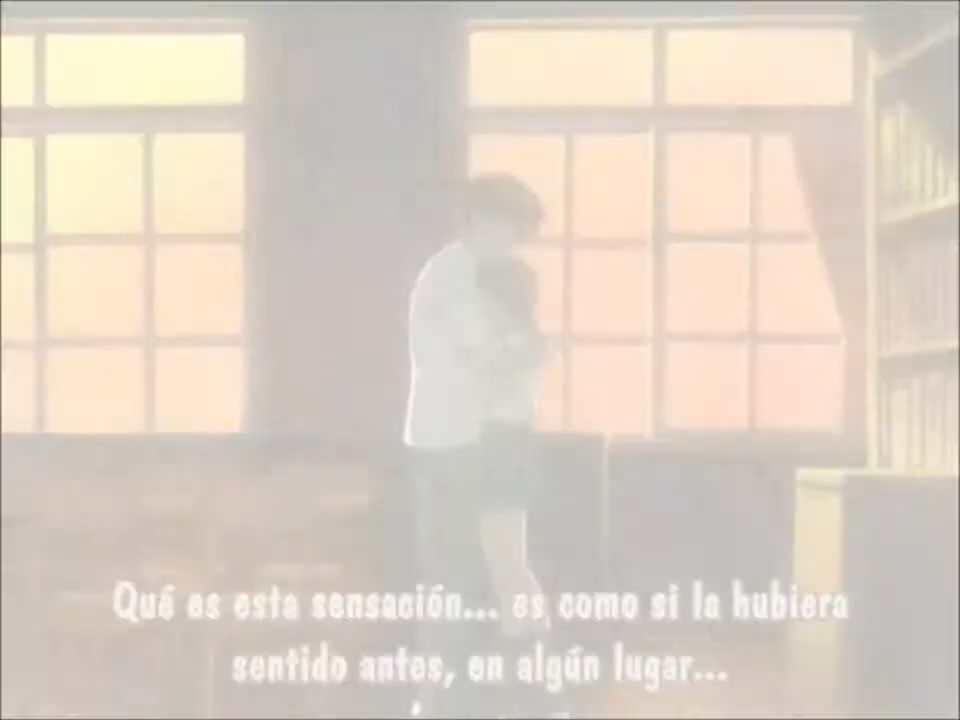 Qué es esta sensación... es como si la hubiera
sentido antes, en algún lugar...